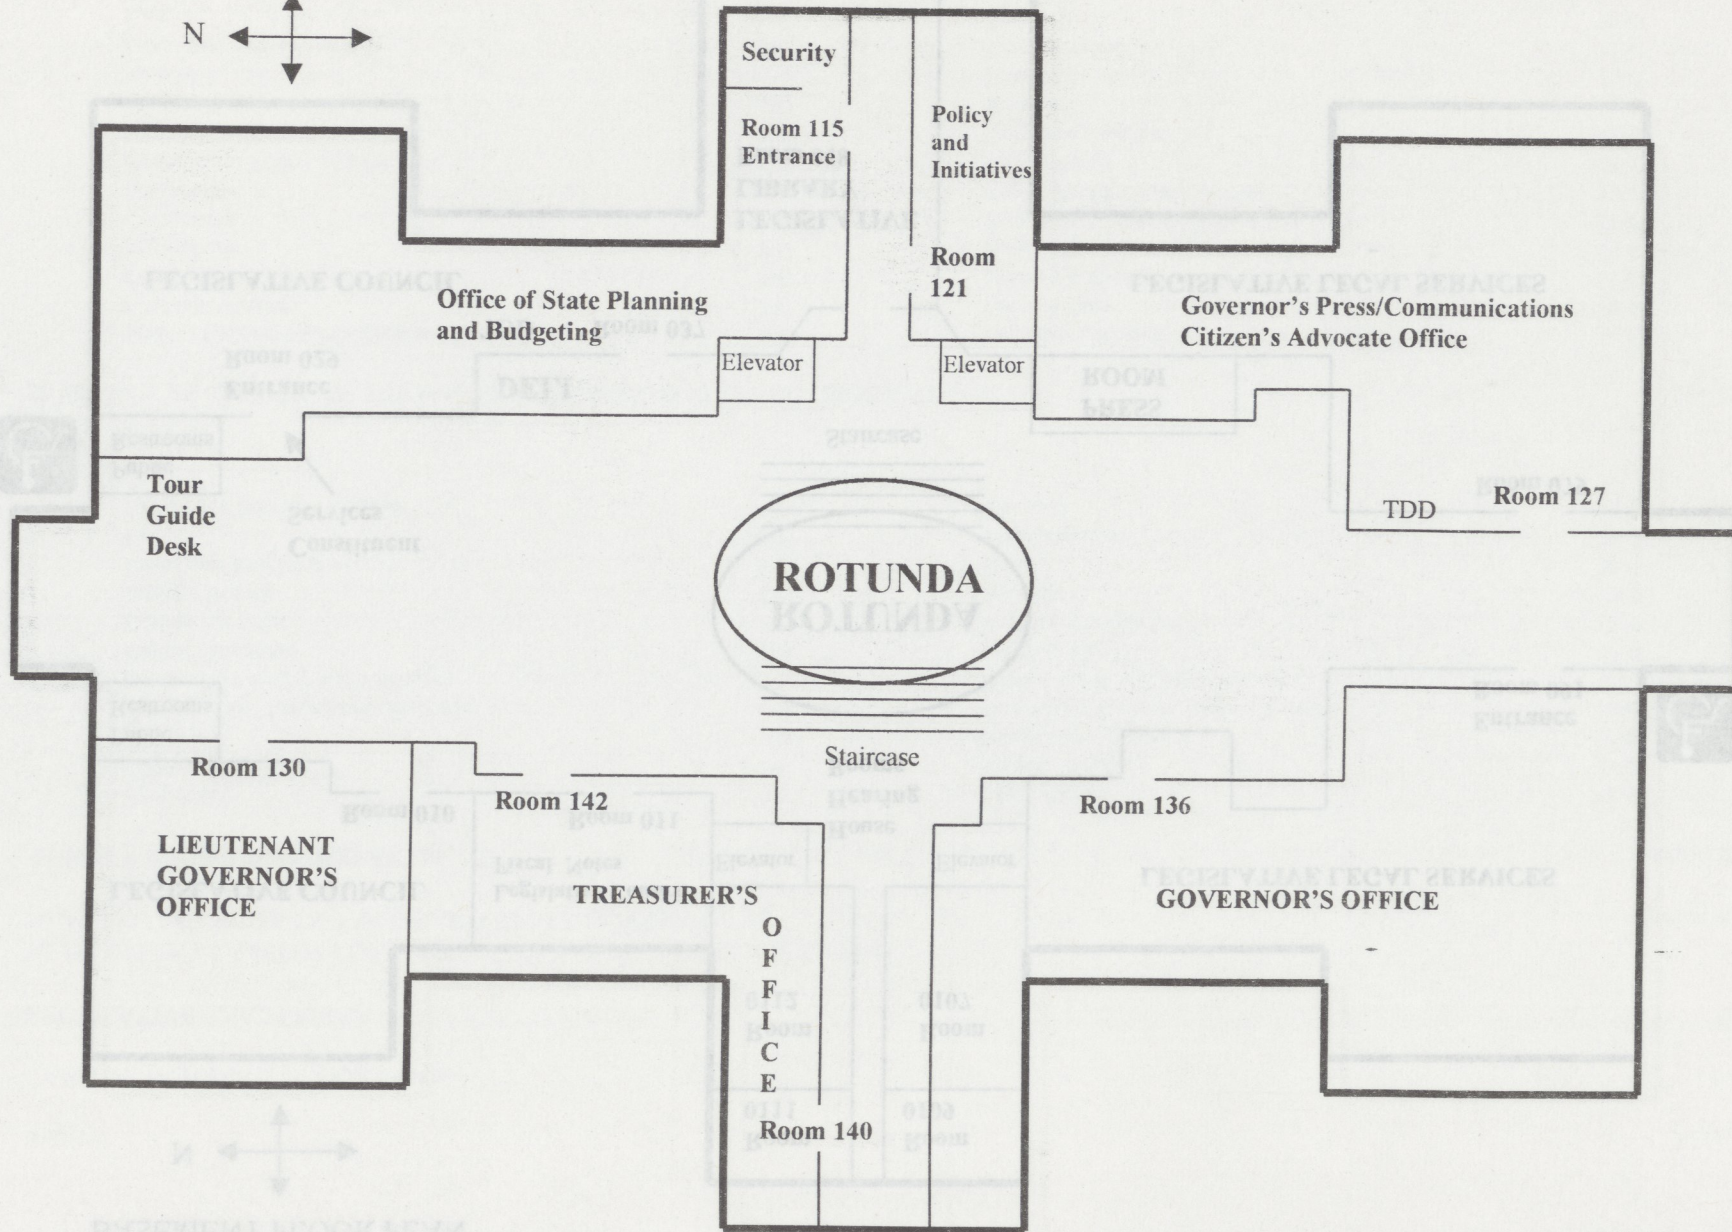 N
Security
Room 115
Entrance
Policy
and
Initiatives
Room
121
Office of State Planning
and Budgeting
Elevator
Elevator
Governor's Press/Communications
Citizen's Advocate Office
Tour
Guide
Desk
TDD
Room 127
ROTUNDA
Staircase
Room 130
Room 142
Room 136
LIEUTENANT
GOVERNOR'S
OFFICE
TREASURER'S
O
F
F
I
C
E
Room 140
GOVERNOR'S OFFICE